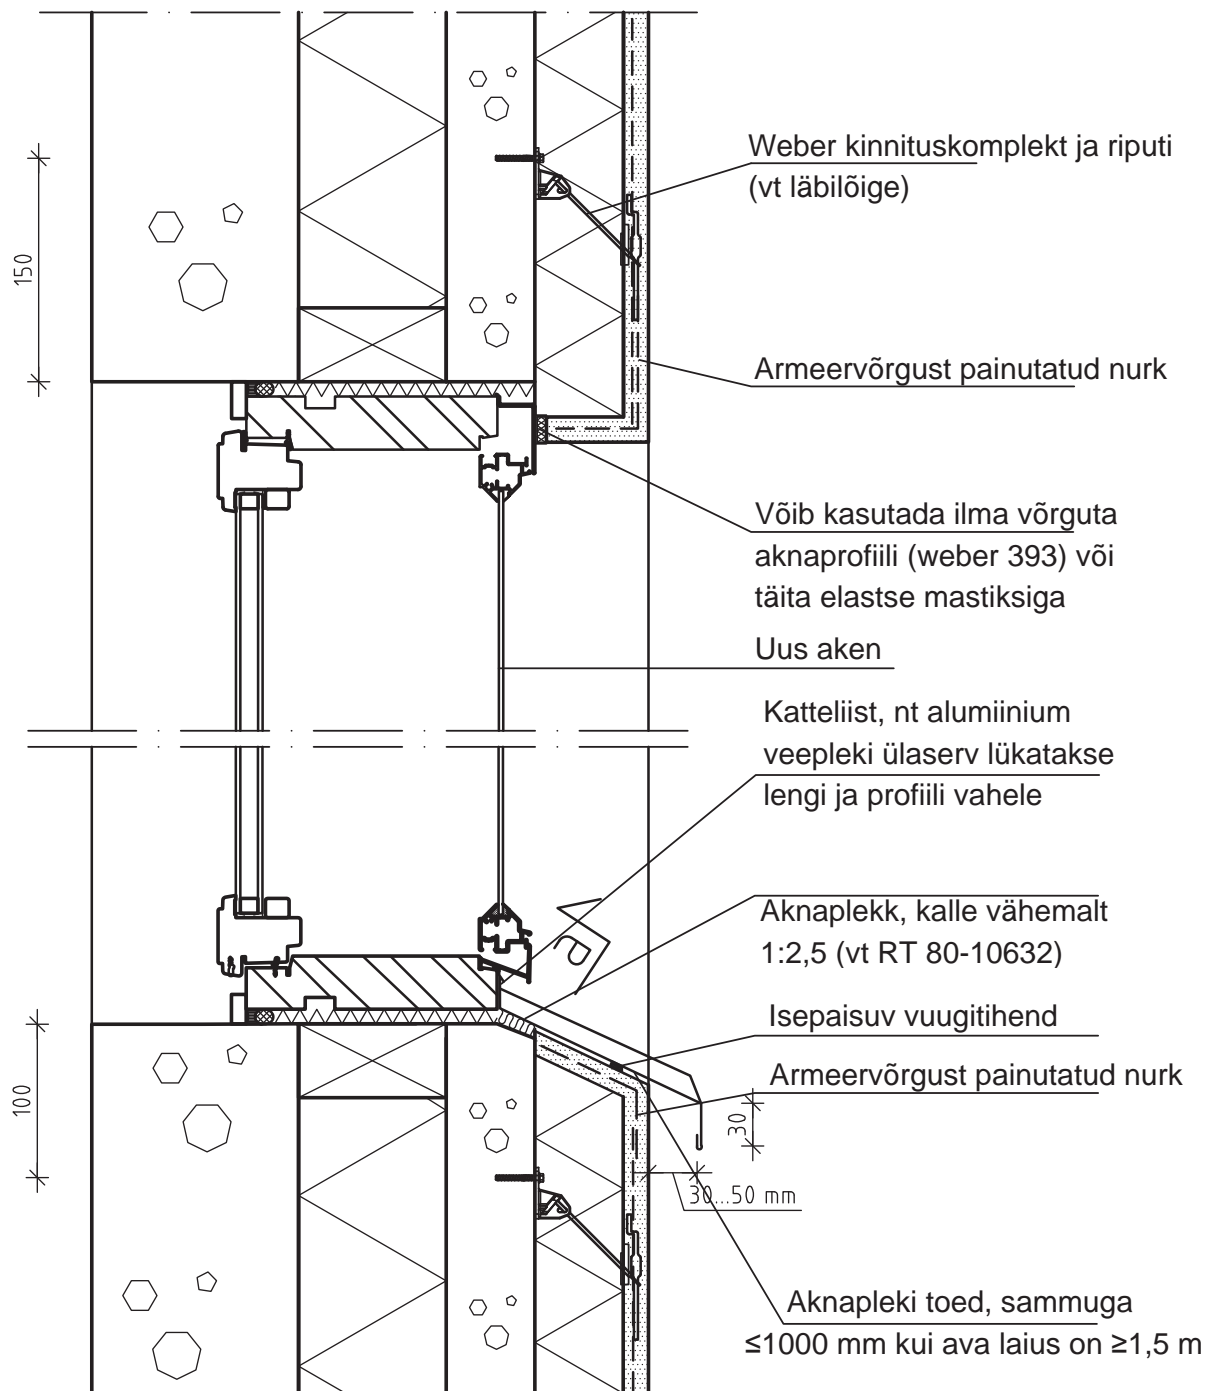 Weber kinnituskomplekt ja riputi
(vt läbilõige)
150
Armeervõrgust painutatud nurk
Võib kasutada ilma võrguta
aknaprofiili (weber 393) või
täita elastse mastiksiga
Uus aken
Katteliist, nt alumiinium
veepleki ülaserv lükatakse
lengi ja profiili vahele
a
Aknaplekk, kalle vähemalt
1:2,5 (vt RT 80-10632)
Isepaisuv vuugitihend
Armeervõrgust painutatud nurk
100
30
30...50 mm
Aknapleki toed, sammuga
≤1000 mm kui ava laius on ≥1,5 m